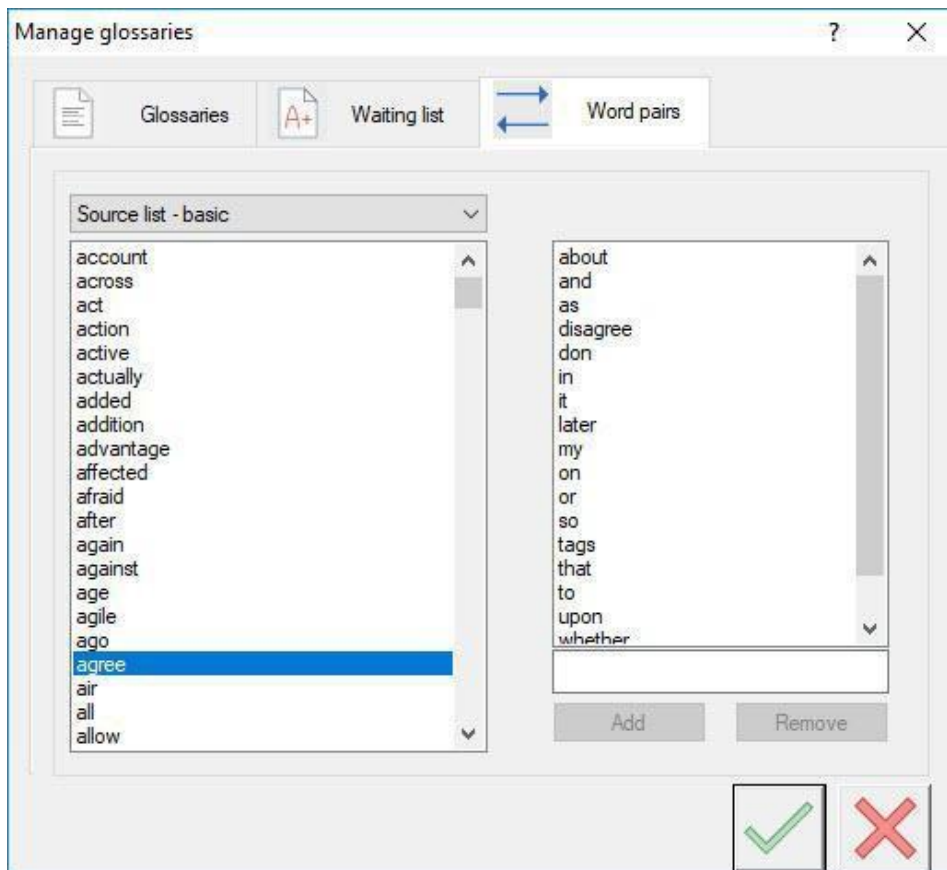 Manage glossaries ?
Glossaries A+ Waiting list Word pairs
Source list - basic
account
across
act
action
active
actually
added
addition
advantage
affected
afraid
after
again
against
age
agile
ago
agree
air
all
allow
about
and
as
disagree
don
in
it
later
my
on
or
so
tags
that
to
upon
whether
Add Remove